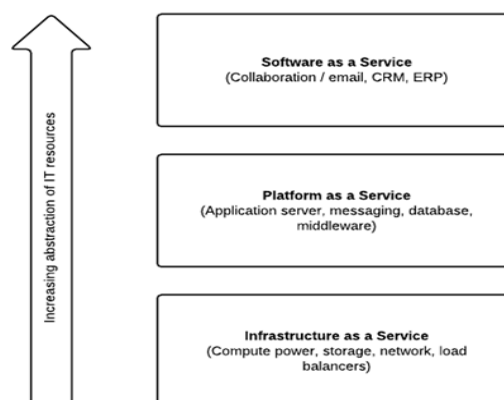 Increasing abstraction of IT resources
Software as a Service
(Collaboration / email, CRM, ERP)
Platform as a Service
(Application server, messaging, database,
middleware)
Infrastructure as a Service
(Compute power, storage, network, load
balancers)